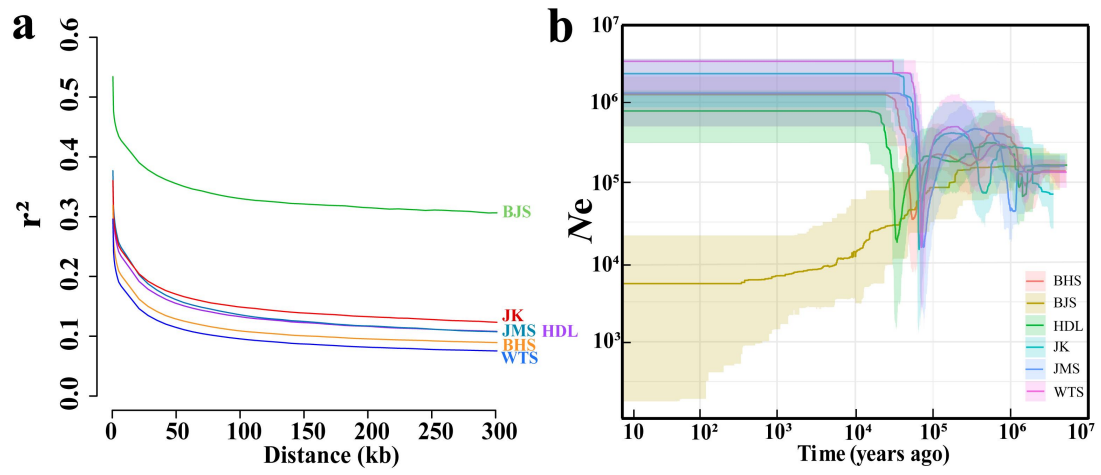 a
r²
0.0 0.1 0.2 0.3 0.4 0.5 0.6
BJS
JK
JMS HDL
BHS
WTS
0 50 100 150 200 250 300
Distance (kb)
b
Ne
10⁷
10⁶
10⁵
10⁴
10³
BHS
BJS
HDL
JK
JMS
WTS
10 10² 10³ 10⁴ 10⁵ 10⁶ 10⁷
Time (years ago)